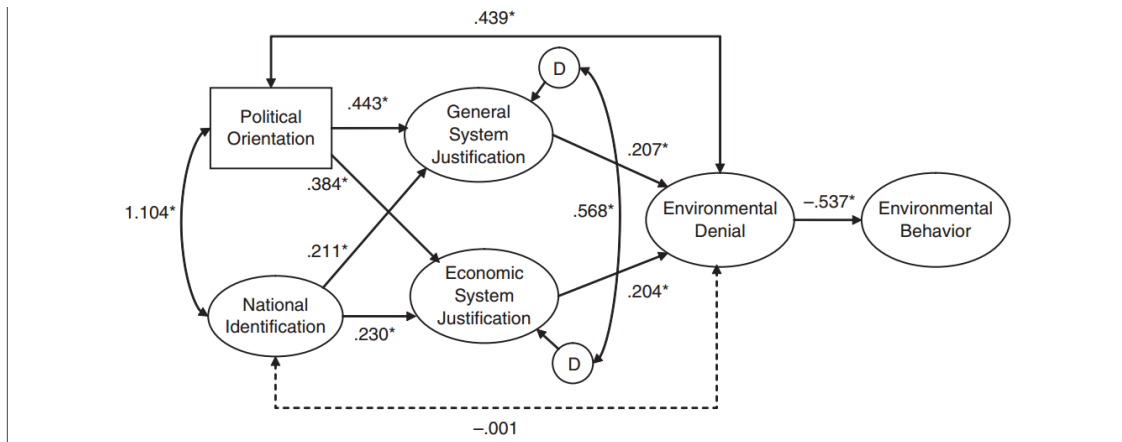 .439*
D
Political
Orientation
.443*
General
System
Justification
.207*
.384*
1.104*
.568*
Environmental
Denial
–.537*
Environmental
Behavior
.211*
Economic
System
Justification
.204*
National
Identification
.230*
D
–.001